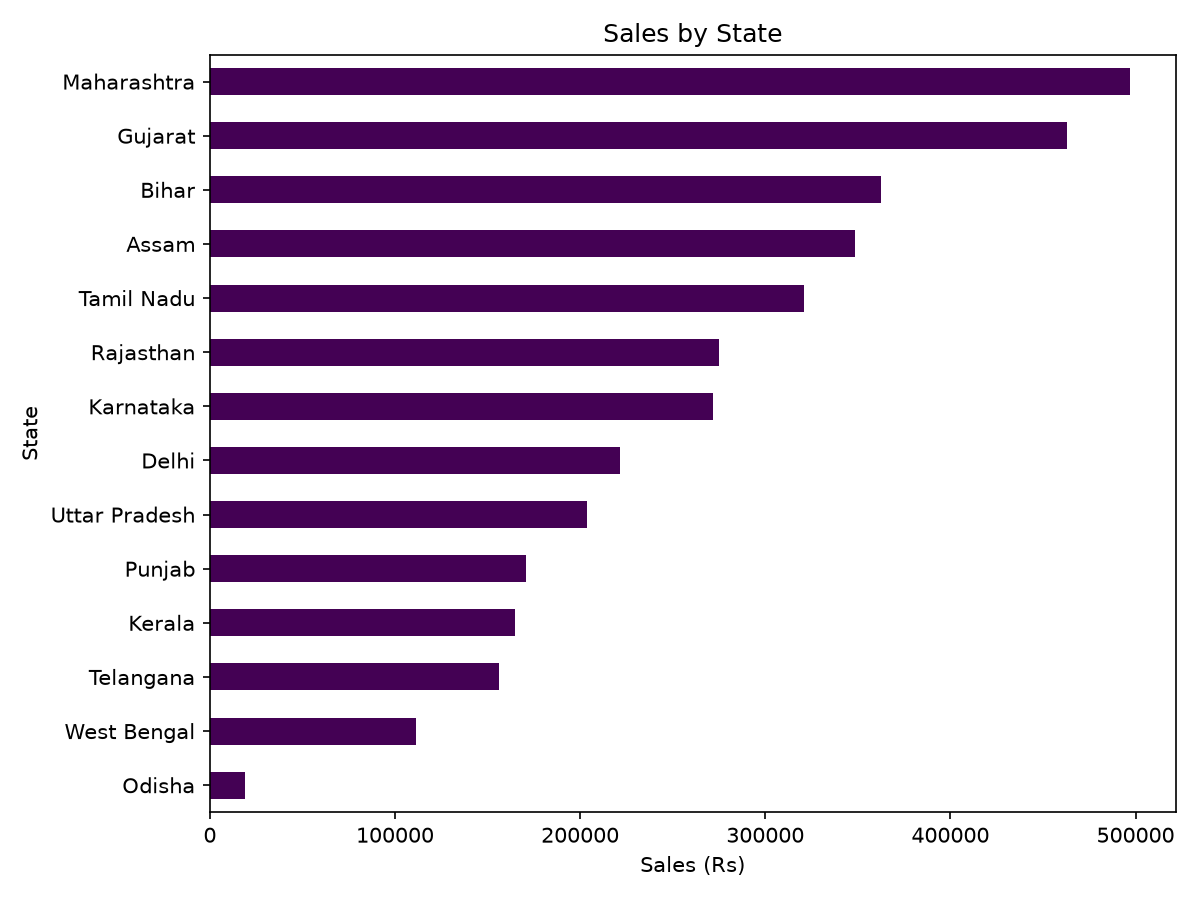 Sales by State
Maharashtra
Gujarat
Bihar
Assam
Tamil Nadu
Rajasthan
Karnataka
Delhi
Uttar Pradesh
Punjab
Kerala
Telangana
West Bengal
Odisha
State
0 100000 200000 300000 400000 500000
Sales (Rs)